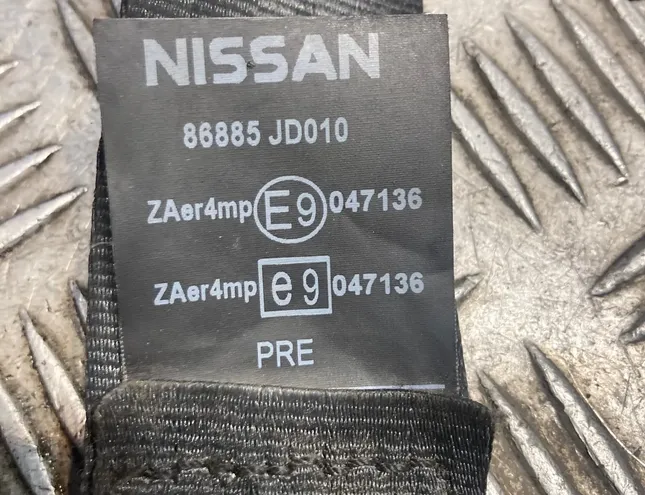 NISSAN
86885 JD010
ZAer4mp E9 047136
ZAer4mp e9 047136
PRE